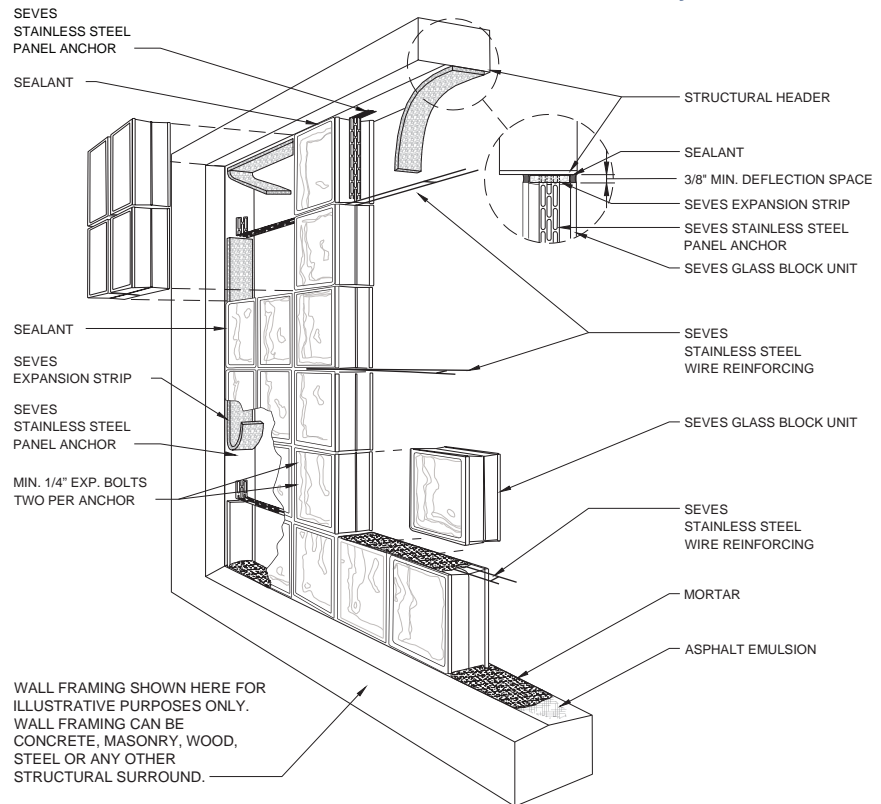 SEVES
STAINLESS STEEL
PANEL ANCHOR
SEALANT
STRUCTURAL HEADER
SEALANT
3/8" MIN. DEFLECTION SPACE
SEVES EXPANSION STRIP
SEVES STAINLESS STEEL
PANEL ANCHOR
SEVES GLASS BLOCK UNIT
SEALANT
SEVES
EXPANSION STRIP
SEVES
STAINLESS STEEL
PANEL ANCHOR
MIN. 1/4" EXP. BOLTS
TWO PER ANCHOR
SEVES
STAINLESS STEEL
WIRE REINFORCING
SEVES GLASS BLOCK UNIT
SEVES
STAINLESS STEEL
WIRE REINFORCING
MORTAR
ASPHALT EMULSION
WALL FRAMING SHOWN HERE FOR
ILLUSTRATIVE PURPOSES ONLY.
WALL FRAMING CAN BE
CONCRETE, MASONRY, WOOD,
STEEL OR ANY OTHER
STRUCTURAL SURROUND.